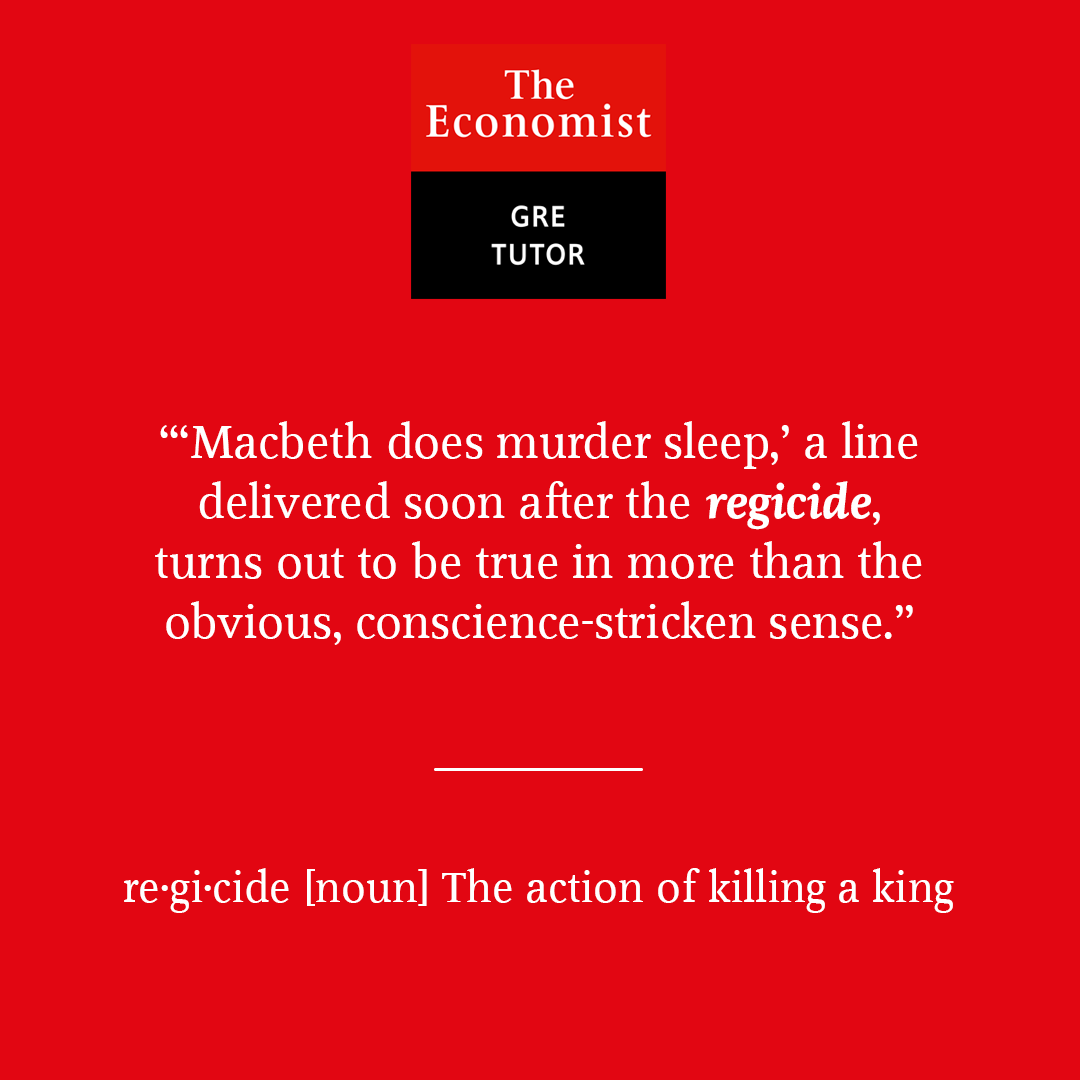 The
Economist
GRE
TUTOR
“‘Macbeth does murder sleep,’ a line
delivered soon after the regicide,
turns out to be true in more than the
obvious, conscience-stricken sense.”
re·gi·cide [noun] The action of killing a king